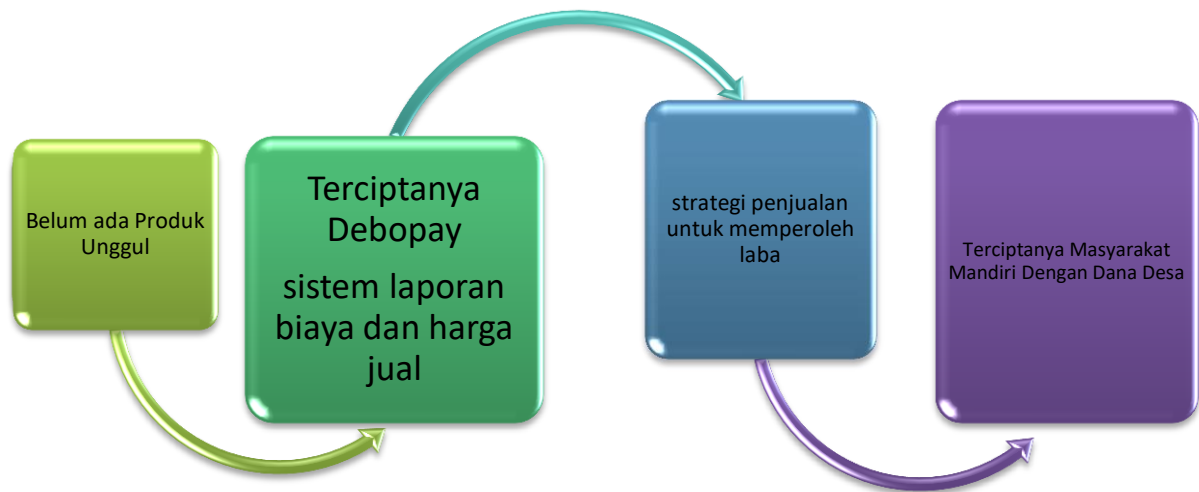 Belum ada Produk
Unggul
Terciptanya
Debopay
sistem laporan
biaya dan harga
jual
strategi penjualan
untuk memperoleh
laba
Terciptanya Masyarakat
Mandiri Dengan Dana Desa